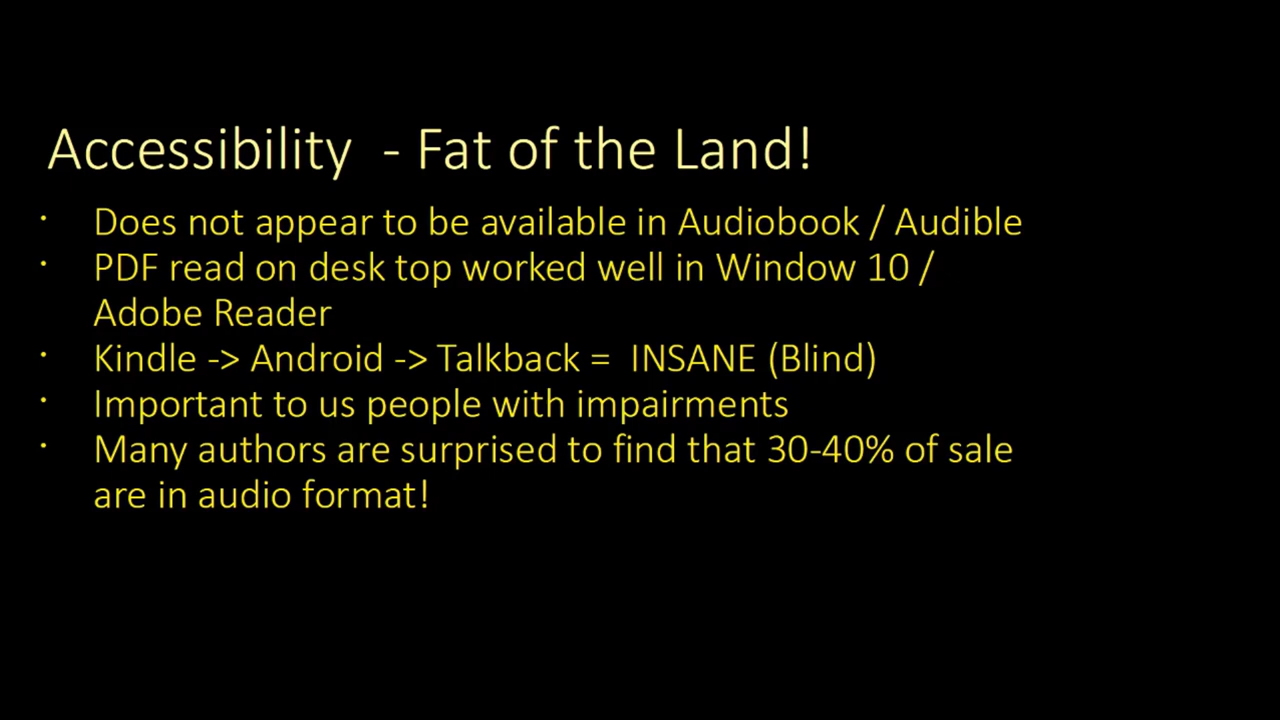 Accessibility - Fat of the Land!
· Does not appear to be available in Audiobook / Audible
· PDF read on desk top worked well in Window 10 /
Adobe Reader
· Kindle -> Android -> Talkback = INSANE (Blind)
· Important to us people with impairments
· Many authors are surprised to find that 30-40% of sale
are in audio format!